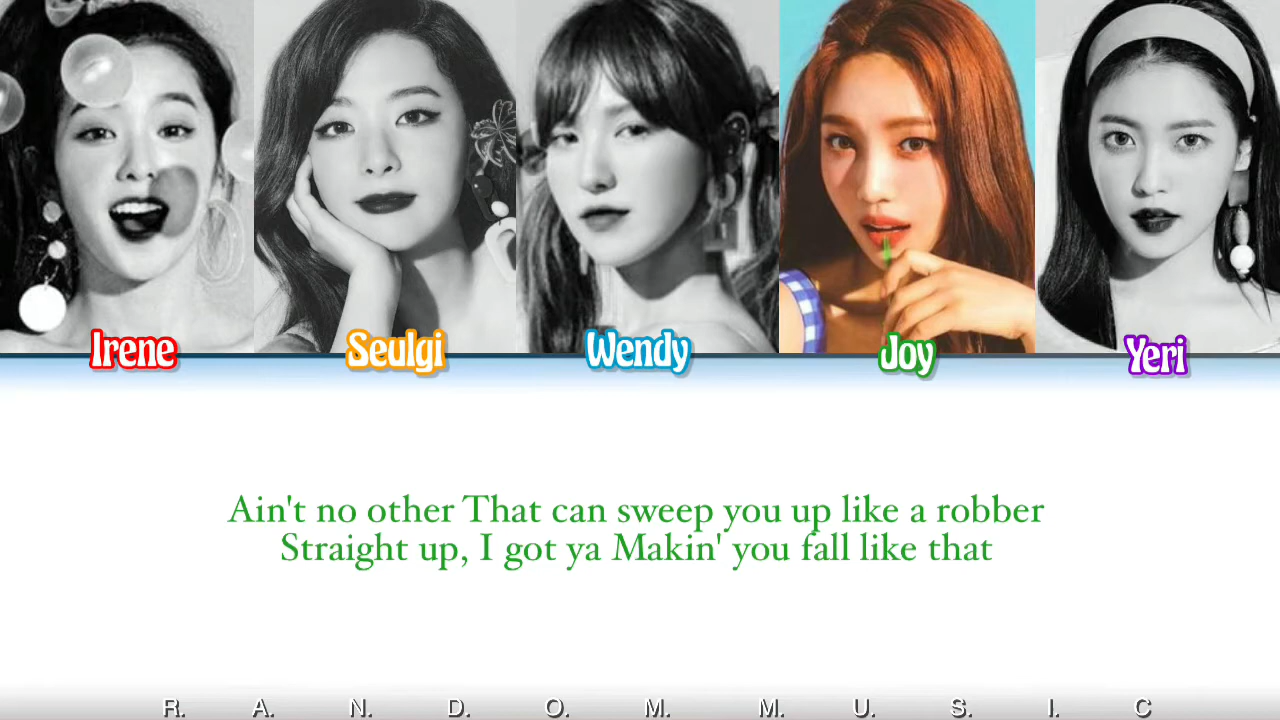 Irene
Seulgi
Wendy
Joy
Yeri
Ain't no other That can sweep you up like a robber
Straight up, I got ya Makin' you fall like that
R. A. N. D. O. M. M. U. S. I. C